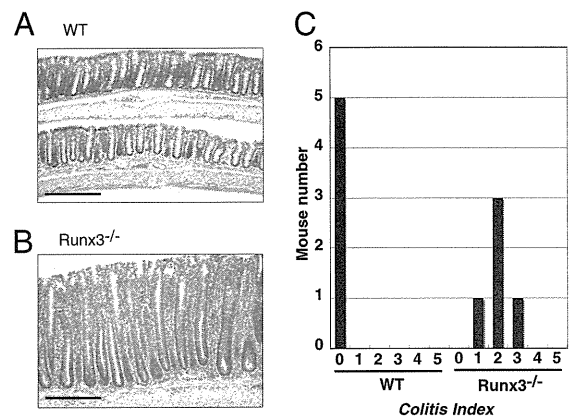 A
WT
B
Runx3-/-
C
Mouse number
6
5
4
3
2
1
0
0 1 2 3 4 5 0 1 2 3 4 5
WT Runx3-/-
Colitis Index